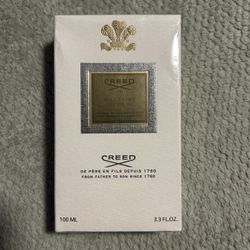 CREED
CREED
DE PÈRE EN FILS DEPUIS 1760
FROM FATHER TO SON SINCE 1760
100 ML
3.3 FL.OZ.